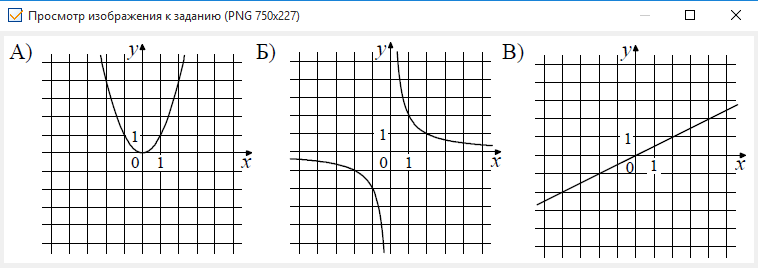 Просмотр изображения к заданию (PNG 750x227)
А) y 1 0 1 x
Б) y 1 0 1 x
В) y 1 0 1 x